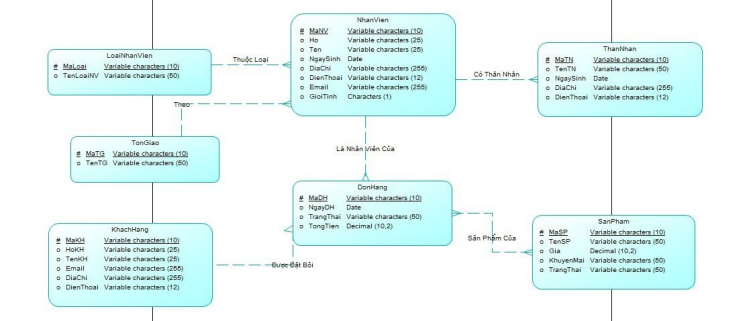 NhanVien
# MaNV Variable characters (10)
o Ho Variable characters (25)
o Ten Variable characters (25)
o NgaySinh Date
o DiaChi Variable characters (255)
o DienThoai Variable characters (12)
o Email Variable characters (255)
o GioiTinh Characters (1)
LoaiNhanVien
# MaLoai Variable characters (10)
o TenLoaiNV Variable characters (50)
Thuộc Loại
ThanNhan
# MaTN Variable characters (10)
o TenTN Variable characters (50)
o NgaySinh Date
o DiaChi Variable characters (255)
o DienThoai Variable characters (12)
Có Thân Nhân
Theo
TonGiao
# MaTG Variable characters (10)
o TenTG Variable characters (50)
Là Nhân Viên Của
DonHang
# MaDH Variable characters (10)
o NgayDH Date
o TrangThai Variable characters (50)
o TongTien Decimal (10,2)
KhachHang
# MaKH Variable characters (10)
o HoKH Variable characters (25)
o TenKH Variable characters (25)
o Email Variable characters (255)
o DiaChi Variable characters (255)
o DienThoai Variable characters (12)
Được Đặt Bởi
Sản Phẩm Của
SanPham
# MaSP Variable characters (10)
o TenSP Variable characters (50)
o Gia Decimal (10,2)
o KhuyenMai Variable characters (50)
o TrangThai Variable characters (50)